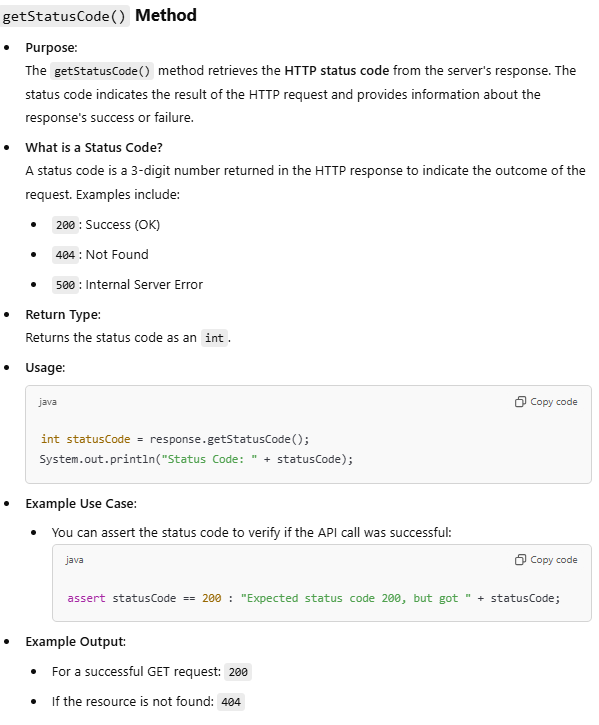 getStatusCode() Method
• Purpose:
The getStatusCode() method retrieves the HTTP status code from the server's response. The
status code indicates the result of the HTTP request and provides information about the
response's success or failure.
• What is a Status Code?
A status code is a 3-digit number returned in the HTTP response to indicate the outcome of the
request. Examples include:
• 200 : Success (OK)
• 404 : Not Found
• 500 : Internal Server Error
• Return Type:
Returns the status code as an int .
• Usage:
java Copy code
int statusCode = response.getStatusCode();
System.out.println("Status Code: " + statusCode);
• Example Use Case:
• You can assert the status code to verify if the API call was successful:
java Copy code
assert statusCode == 200 : "Expected status code 200, but got " + statusCode;
• Example Output:
• For a successful GET request: 200
• If the resource is not found: 404